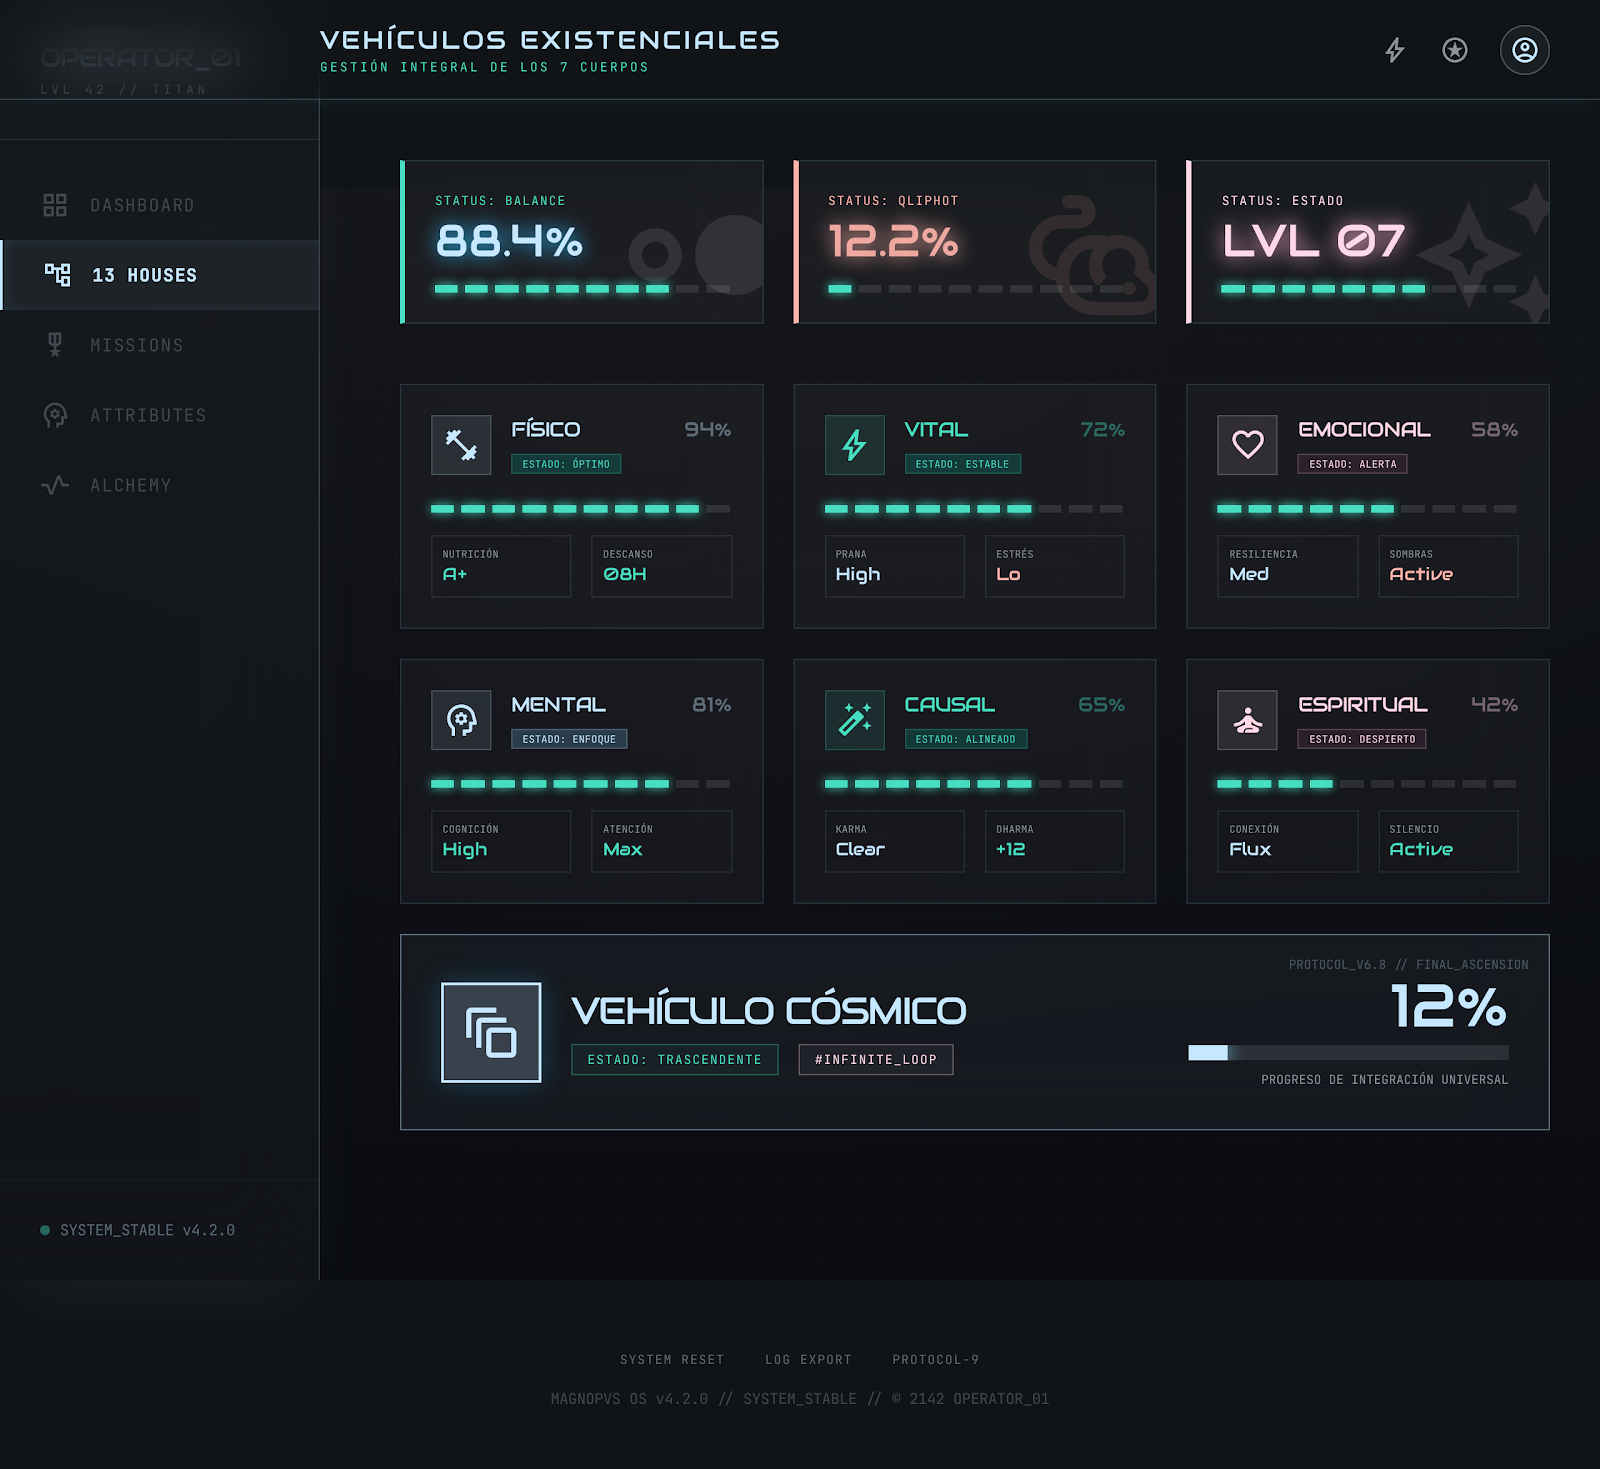 OPERATOR_01
LVL 42 // TITAN
VEHÍCULOS EXISTENCIALES
GESTIÓN INTEGRAL DE LOS 7 CUERPOS
DASHBOARD
13 HOUSES
MISSIONS
ATTRIBUTES
ALCHEMY
SYSTEM_STABLE v4.2.0
STATUS: BALANCE
88.4%
STATUS: QLIPHOT
12.2%
STATUS: ESTADO
LVL 07
FÍSICO 94%
ESTADO: ÓPTIMO
NUTRICIÓN
A+
DESCANSO
08H
VITAL 72%
ESTADO: ESTABLE
PRANA
High
ESTRÉS
Lo
EMOCIONAL 58%
ESTADO: ALERTA
RESILIENCIA
Med
SOMBRAS
Active
MENTAL 81%
ESTADO: ENFOQUE
COGNICIÓN
High
ATENCIÓN
Max
CAUSAL 65%
ESTADO: ALINEADO
KARMA
Clear
DHARMA
+12
ESPIRITUAL 42%
ESTADO: DESPIERTO
CONEXIÓN
Flux
SILENCIO
Active
VEHÍCULO CÓSMICO
ESTADO: TRASCENDENTE
#INFINITE_LOOP
PROTOCOL_V6.8 // FINAL_ASCENSION
12%
PROGRESO DE INTEGRACIÓN UNIVERSAL
SYSTEM RESET LOG EXPORT PROTOCOL-9
MAGNOPVS OS v4.2.0 // SYSTEM_STABLE // © 2142 OPERATOR_01